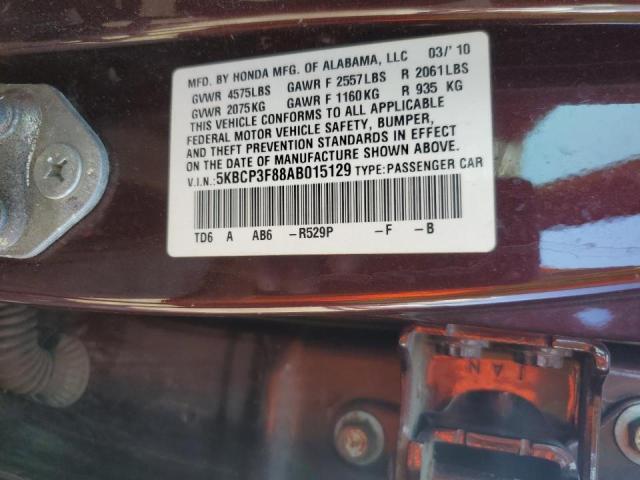 MFD. BY HONDA MFG. OF ALABAMA, LLC 03/'10
GVWR 4575LBS GAWR F 2557LBS R 2061LBS
GVWR 2075KG GAWR F 1160KG R 935 KG
THIS VEHICLE CONFORMS TO ALL APPLICABLE
FEDERAL MOTOR VEHICLE SAFETY, BUMPER,
AND THEFT PREVENTION STANDARDS IN EFFECT
ON THE DATE OF MANUFACTURE SHOWN ABOVE.
V.I.N.: 5KBCP3F88AB015129 TYPE: PASSENGER CAR
TD6 A AB6 -R529P -F -B